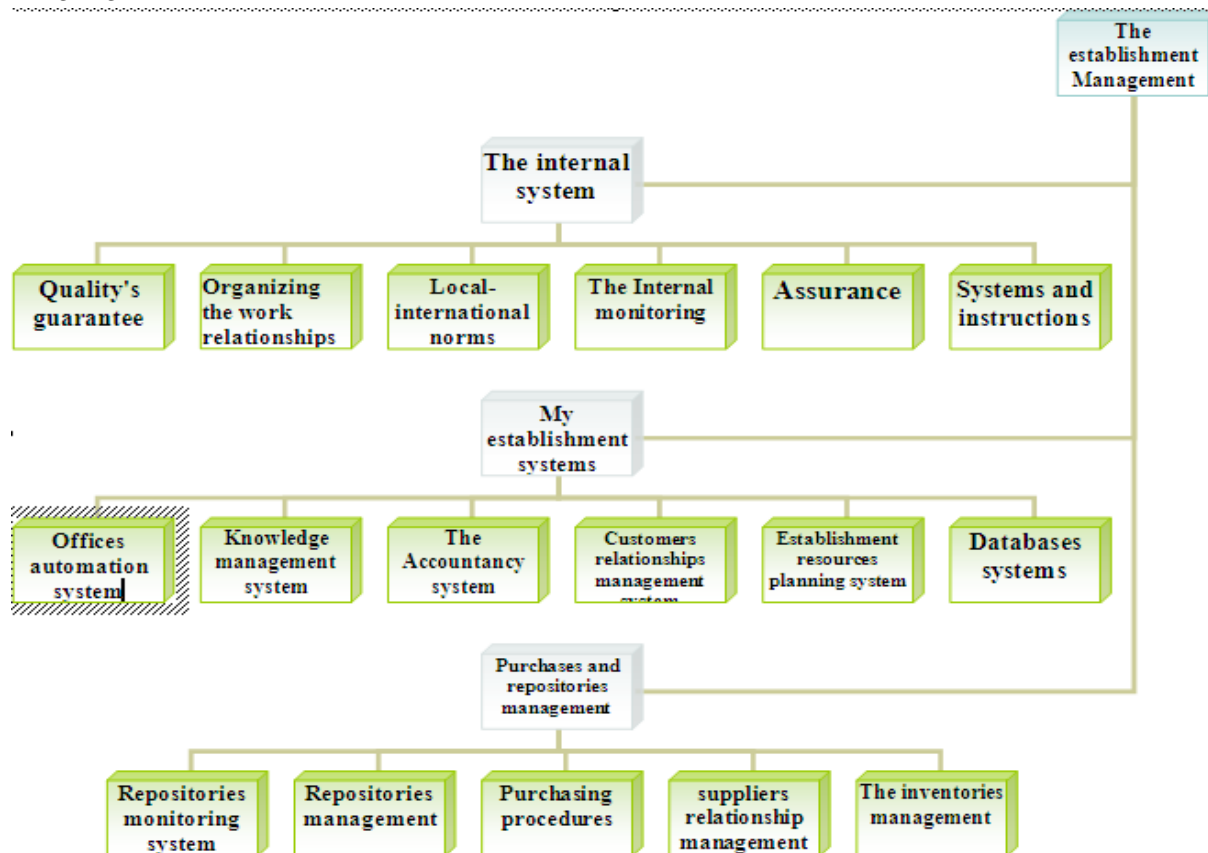 The
establishment
Management
The internal
system
Quality's
guarantee
Organizing
the work
relationships
Local-
international
norms
The Internal
monitoring
Assurance
Systems and
instructions
My
establishment
systems
Offices
automation
system
Knowledge
management
system
The
Accountancy
system
Customers
relationships
management
system
Establishment
resources
planning system
Databases
systems
Purchases and
repositories
management
Repositories
monitoring
system
Repositories
management
Purchasing
procedures
suppliers
relationship
management
The inventories
management